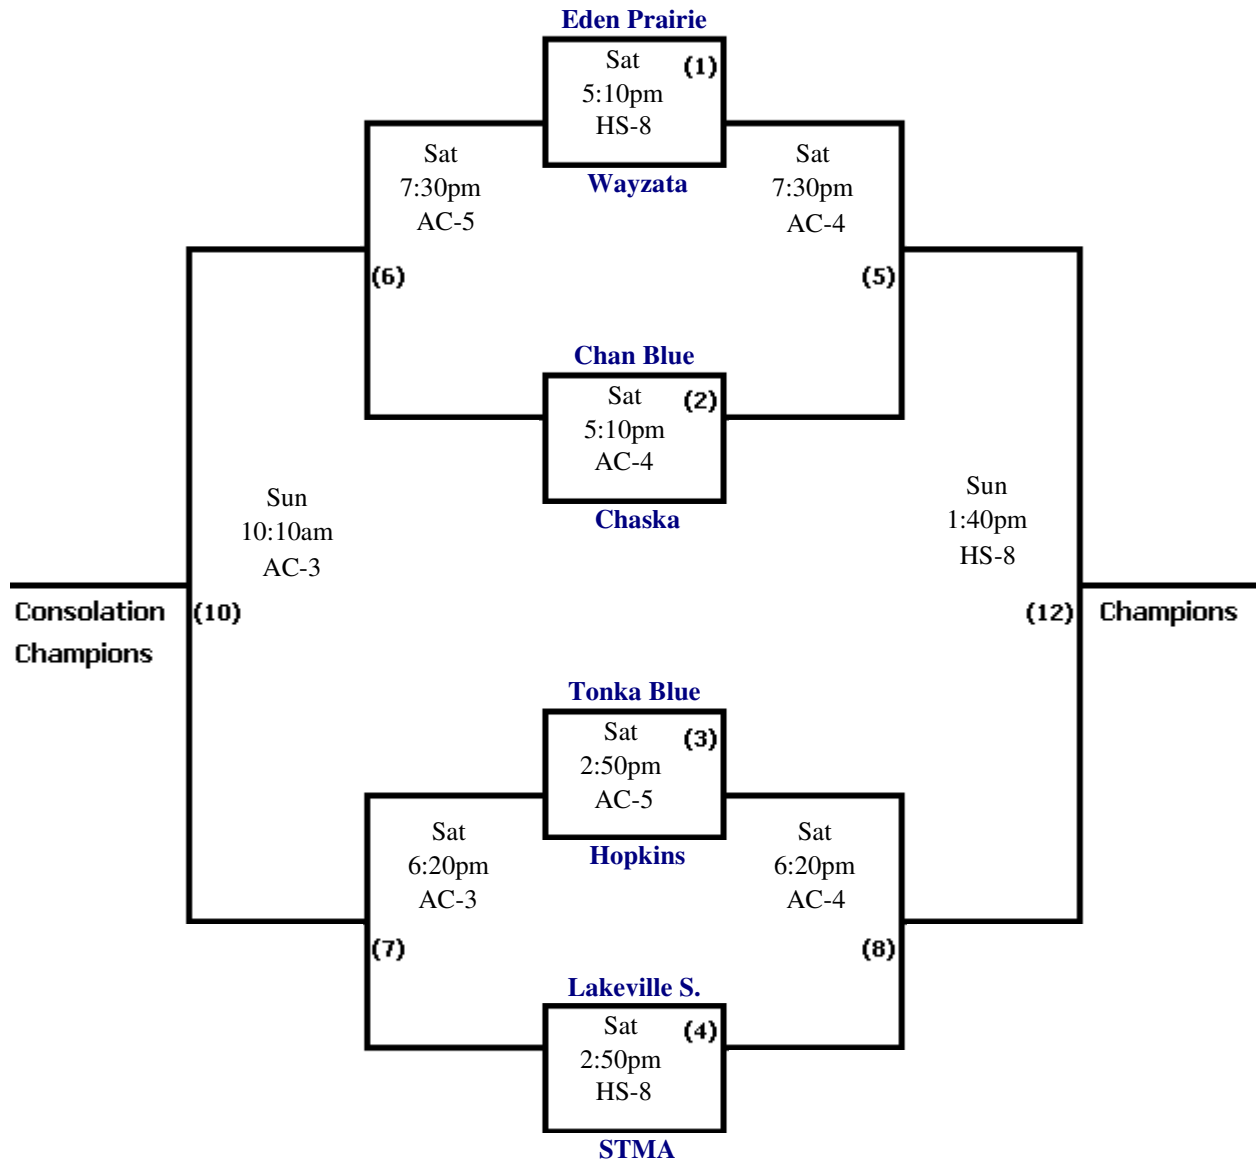 Eden Prairie
Sat (1)
5:10pm
HS-8
Wayzata
Sat
7:30pm
AC-5
(6)
Sat
7:30pm
AC-4
(5)
Chan Blue
Sat (2)
5:10pm
AC-4
Chaska
Sun
10:10am
AC-3
Consolation
Champions
(10)
Sun
1:40pm
HS-8
(12)
Champions
Tonka Blue
Sat (3)
2:50pm
AC-5
Hopkins
Sat
6:20pm
AC-3
(7)
Sat
6:20pm
AC-4
(8)
Lakeville S.
Sat (4)
2:50pm
HS-8
STMA